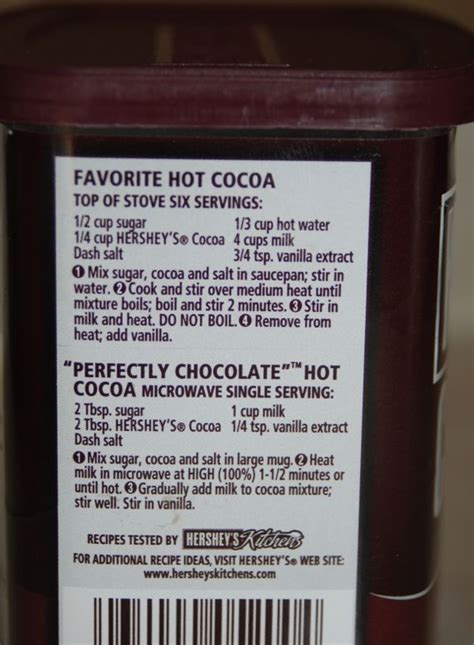 FAVORITE HOT COCOA
TOP OF STOVE SIX SERVINGS:
1/2 cup sugar 1/3 cup hot water
1/4 cup HERSHEY'S® Cocoa 4 cups milk
Dash salt 3/4 tsp. vanilla extract
❶ Mix sugar, cocoa and salt in saucepan; stir in
water. ❷ Cook and stir over medium heat until
mixture boils; boil and stir 2 minutes. ❸ Stir in
milk and heat. DO NOT BOIL. ❹ Remove from
heat; add vanilla.
"PERFECTLY CHOCOLATE"™ HOT
COCOA MICROWAVE SINGLE SERVING:
2 Tbsp. sugar 1 cup milk
2 Tbsp. HERSHEY'S® Cocoa 1/4 tsp. vanilla extract
Dash salt
❶ Mix sugar, cocoa and salt in large mug. ❷ Heat
milk in microwave at HIGH (100%) 1-1/2 minutes or
until hot. ❸ Gradually add milk to cocoa mixture;
stir well. Stir in vanilla.
RECIPES TESTED BY HERSHEY'S Kitchens
FOR ADDITIONAL RECIPE IDEAS, VISIT HERSHEY'S® WEB SITE:
www.hersheyskitchens.com